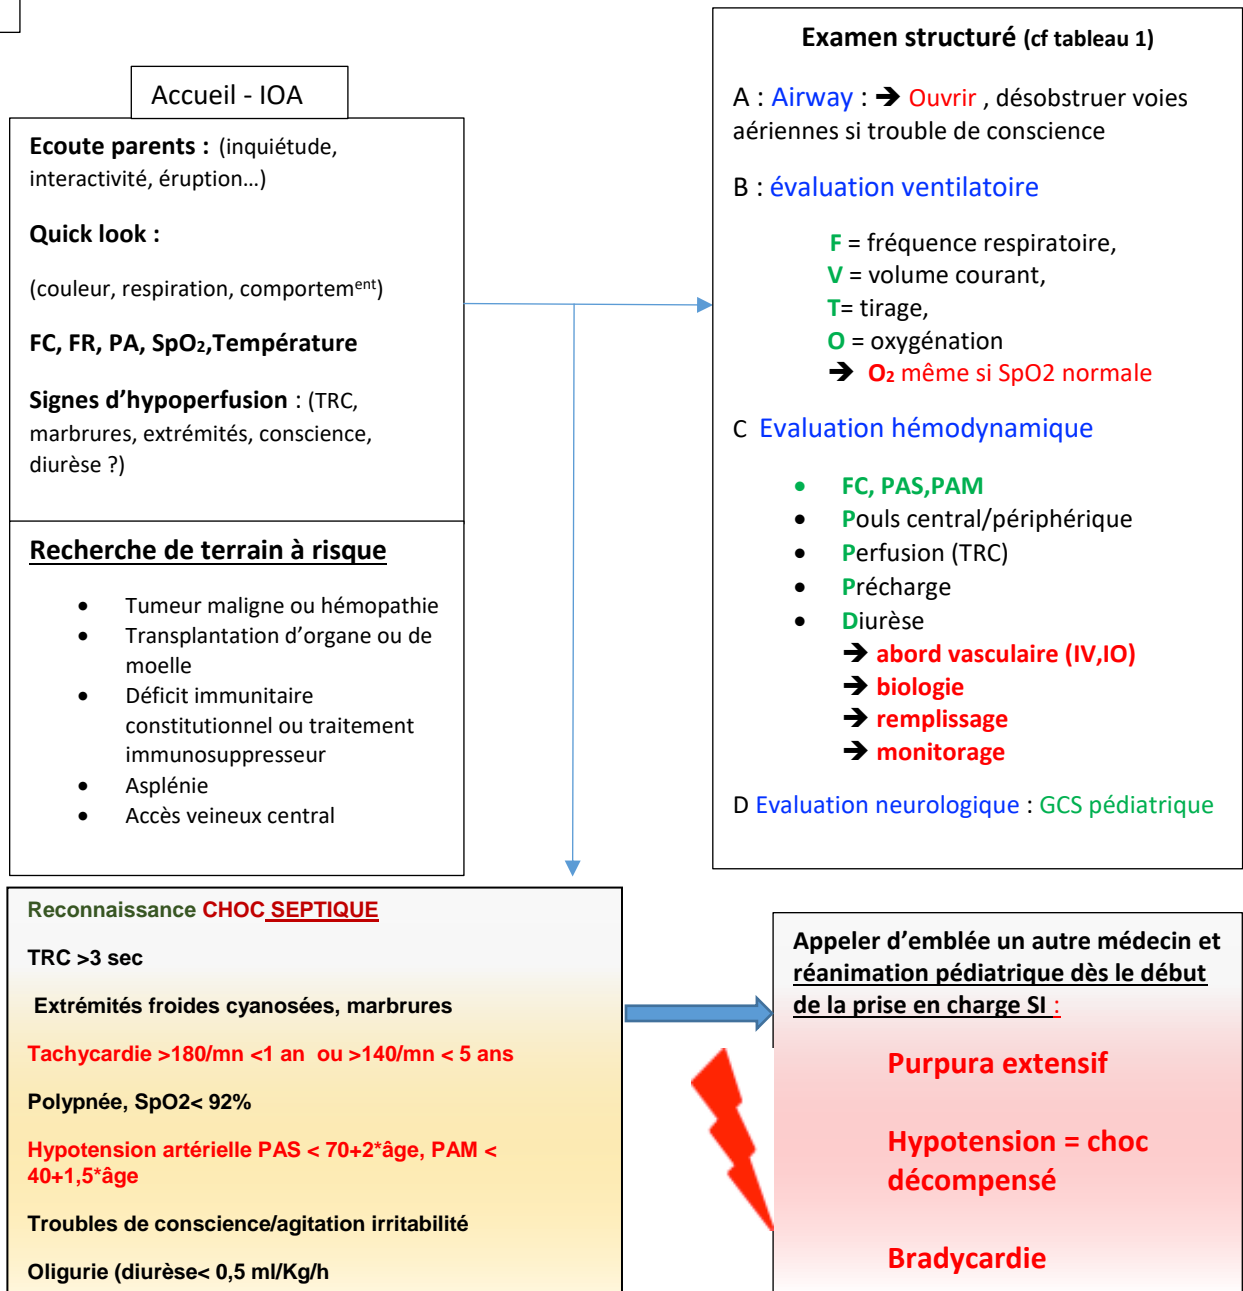 Accueil - IOA
Ecoute parents : (inquiétude,
interactivité, éruption…)
Quick look :
(couleur, respiration, comportement)
FC, FR, PA, SpO2,Température
Signes d’hypoperfusion : (TRC,
marbrures, extrémités, conscience,
diurèse ?)
Recherche de terrain à risque
• Tumeur maligne ou hémopathie
• Transplantation d’organe ou de
moelle
• Déficit immunitaire
constitutionnel ou traitement
immunosuppresseur
• Asplénie
• Accès veineux central
Examen structuré (cf tableau 1)
A : Airway : ➔ Ouvrir , désobstruer voies
aériennes si trouble de conscience
B : évaluation ventilatoire
F = fréquence respiratoire,
V = volume courant,
T= tirage,
O = oxygénation
➔ O2 même si SpO2 normale
C Evaluation hémodynamique
• FC, PAS,PAM
• Pouls central/périphérique
• Perfusion (TRC)
• Précharge
• Diurèse
➔ abord vasculaire (IV,IO)
➔ biologie
➔ remplissage
➔ monitorage
D Evaluation neurologique : GCS pédiatrique
Reconnaissance CHOC SEPTIQUE
TRC >3 sec
Extrémités froides cyanosées, marbrures
Tachycardie >180/mn <1 an ou >140/mn < 5 ans
Polypnée, SpO2< 92%
Hypotension artérielle PAS < 70+2*âge, PAM <
40+1,5*âge
Troubles de conscience/agitation irritabilité
Oligurie (diurèse< 0,5 ml/Kg/h
Appeler d’emblée un autre médecin et
réanimation pédiatrique dès le début
de la prise en charge SI :
Purpura extensif
Hypotension = choc
décompensé
Bradycardie